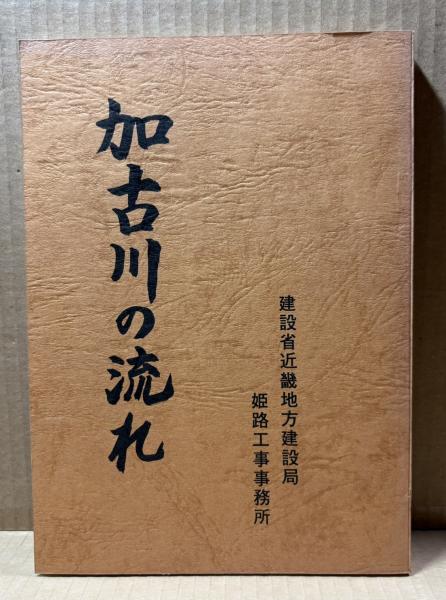 加古川の流れ
建設省近畿地方建設局
姫路工事事務所